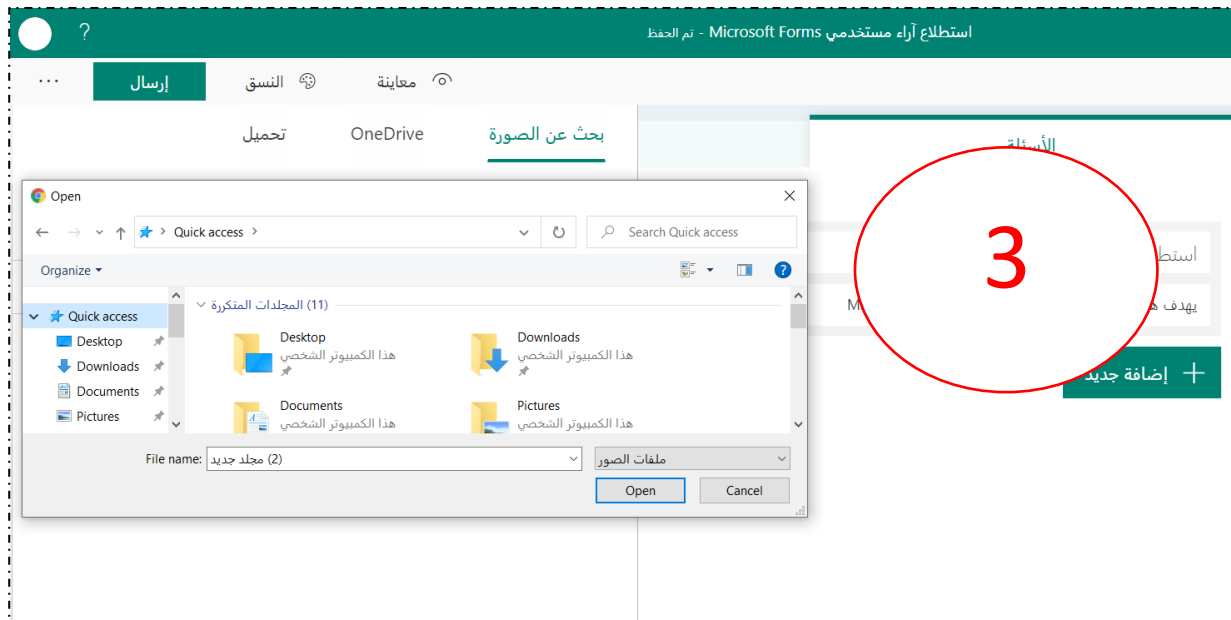 استطلاع آراء مستخدمي Microsoft Forms - تم الحفظ
?
معاينة
النسق
إرسال
...
الأسئلة
بحث عن الصورة
OneDrive
تحميل
Open
Quick access
Search Quick access
Organize
?
Quick access
Desktop
Downloads
Documents
Pictures
المجلدات المتكررة (11)
Desktop
هذا الكمبيوتر الشخصي
Downloads
هذا الكمبيوتر الشخصي
Documents
هذا الكمبيوتر الشخصي
Pictures
هذا الكمبيوتر الشخصي
File name:
مجلد جديد (2)
ملفات الصور
Open
Cancel
3
يهدف
إضافة جديد